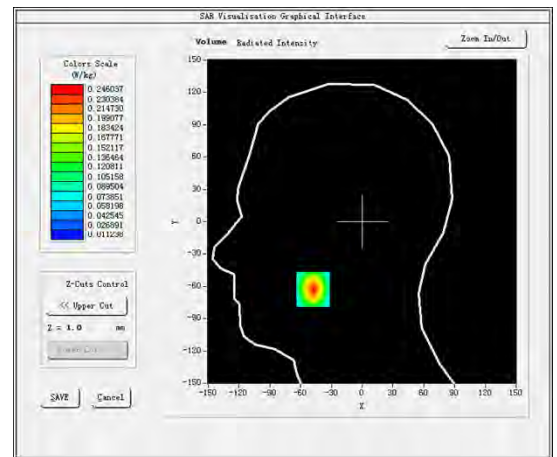 SAR Visualisation Graphical Interface
Volume Radiated Intensity
Zoom In/Out
Colors Scale
(W/kg)
0.246037
0.230384
0.214730
0.199077
0.183424
0.167771
0.152117
0.136464
0.120811
0.105158
0.089504
0.073851
0.058198
0.042545
0.026891
0.011238
150
120
90
60
30
0
-30
-60
-90
-120
-150
Y
-150 -120 -90 -60 -30 0 30 60 90 120 150
X
Z-Cuts Control
<< Upper Cut
Z = 1.0 mm
SAVE Cancel